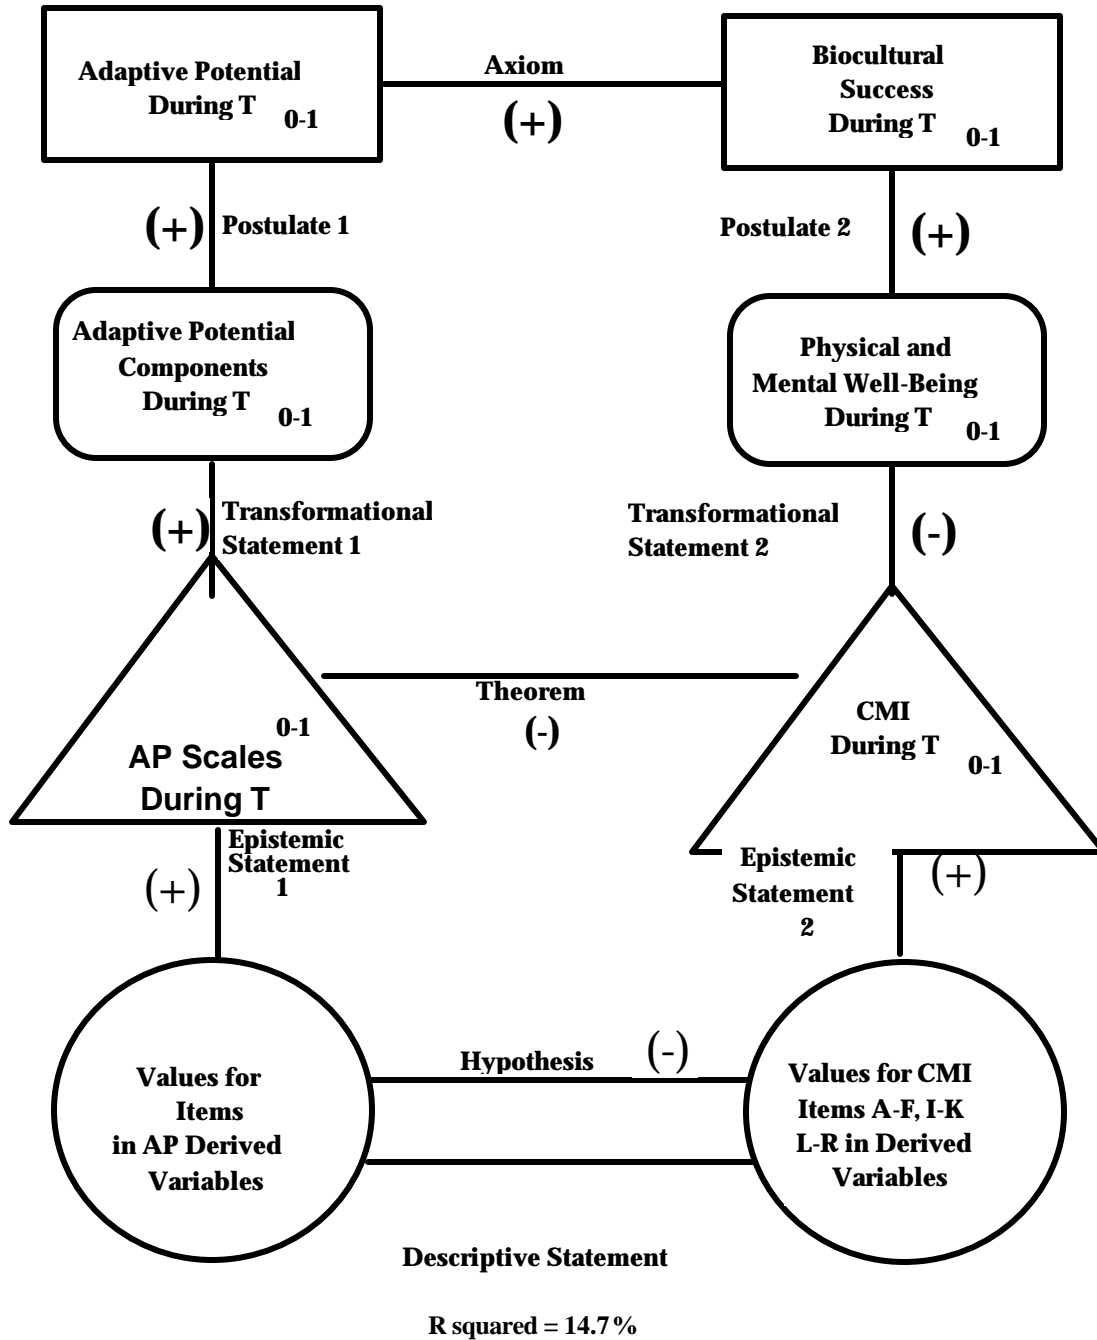 Adaptive Potential
During T 0-1
Axiom
(+)
Biocultural
Success
During T 0-1
(+) Postulate 1
Postulate 2 (+)
Adaptive Potential
Components
During T 0-1
Physical and
Mental Well-Being
During T 0-1
(+) Transformational
Statement 1
Transformational
Statement 2 (-)
0-1
AP Scales
During T
Theorem
(-)
CMI
During T 0-1
(+) Epistemic
Statement
1
Epistemic (+)
Statement
2
Values for
Items
in AP Derived
Variables
Hypothesis (-)
Values for CMI
Items A-F, I-K
L-R in Derived
Variables
Descriptive Statement
R squared = 14.7%